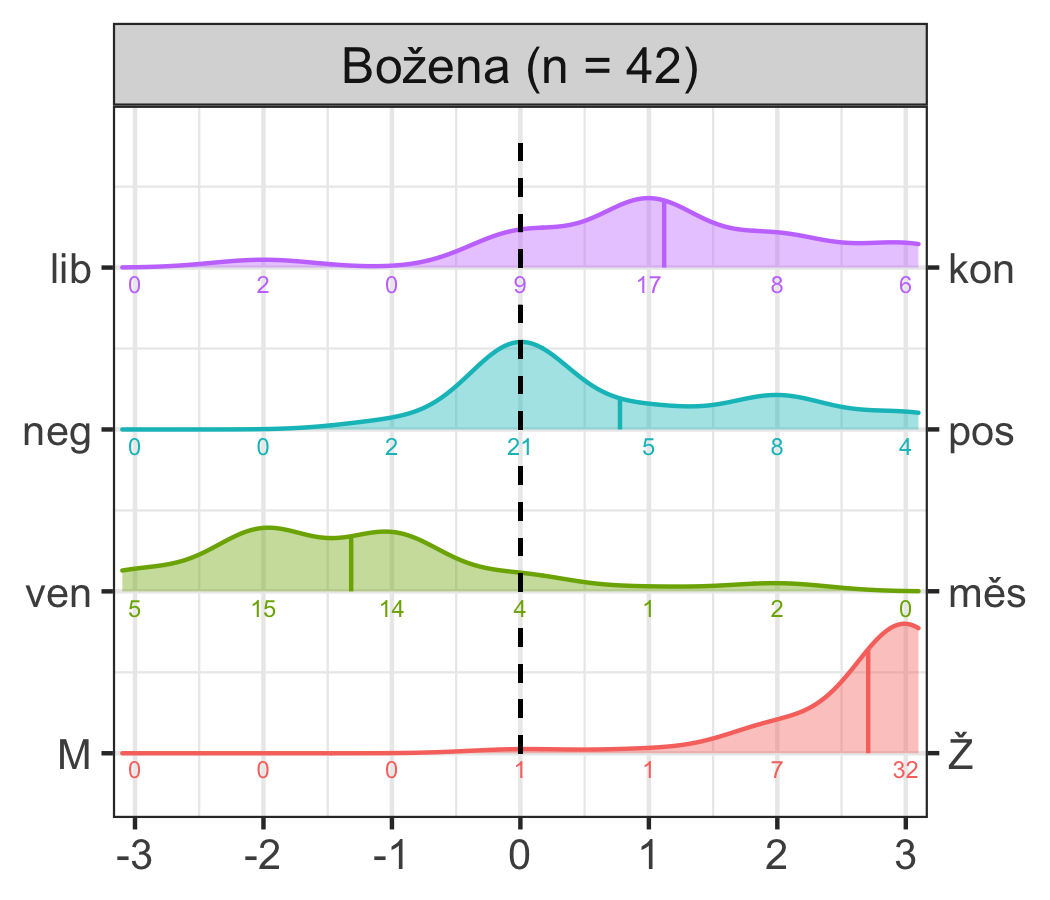 Božena (n = 42)
lib kon
0 2 0 9 17 8 6
neg pos
0 0 2 21 5 8 4
ven měs
5 15 14 4 1 2 0
M Ž
0 0 0 1 1 7 32
-3 -2 -1 0 1 2 3